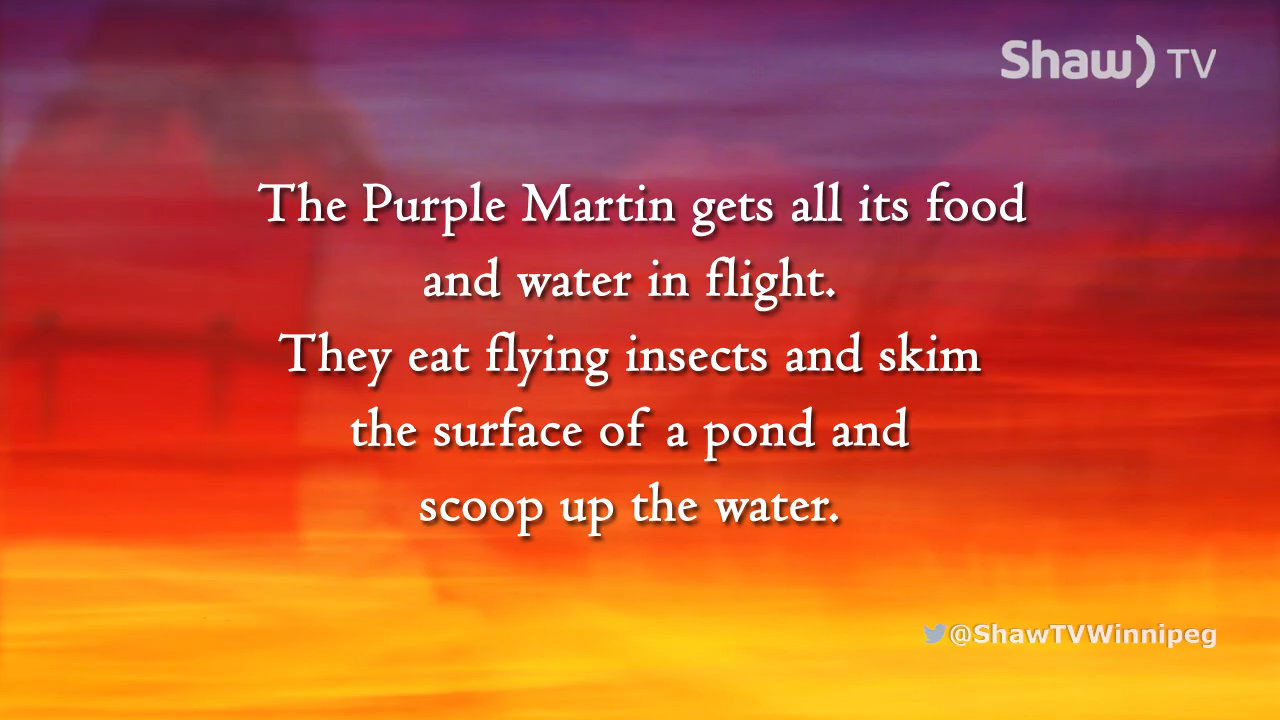 Shaw) TV
The Purple Martin gets all its food
and water in flight.
They eat flying insects and skim
the surface of a pond and
scoop up the water.
@ShawTVWinnipeg